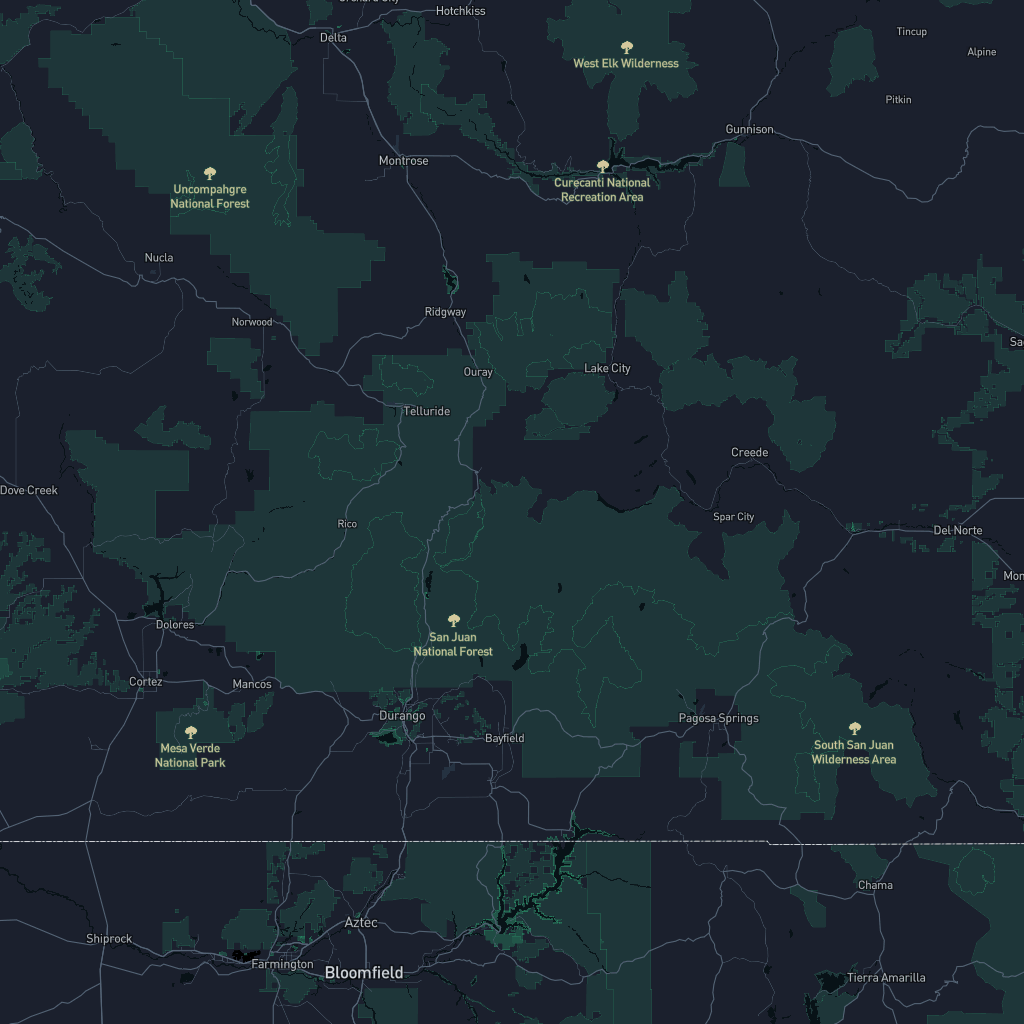 Hotchkiss
Delta
Tincup
Alpine
West Elk Wilderness
Pitkin
Gunnison
Montrose
Uncompahgre
National Forest
Curecanti National
Recreation Area
Nucla
Ridgway
Norwood
Ouray
Lake City
Telluride
Creede
Dove Creek
Rico
Spar City
Del Norte
Dolores
San Juan
National Forest
Cortez
Mancos
Durango
Pagosa Springs
Bayfield
Mesa Verde
National Park
South San Juan
Wilderness Area
Chama
Aztec
Shiprock
Farmington
Bloomfield
Tierra Amarilla